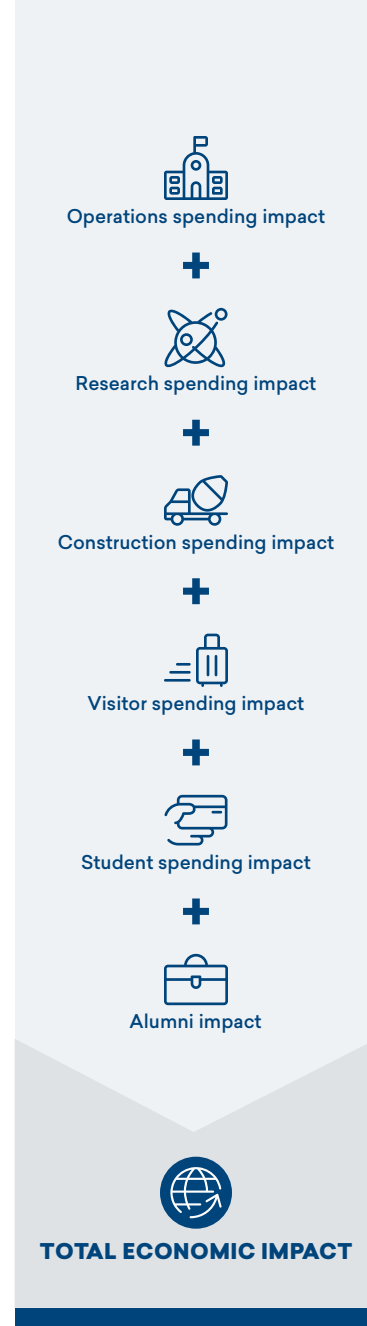 Operations spending impact
+
Research spending impact
+
Construction spending impact
+
Visitor spending impact
+
Student spending impact
+
Alumni impact
TOTAL ECONOMIC IMPACT